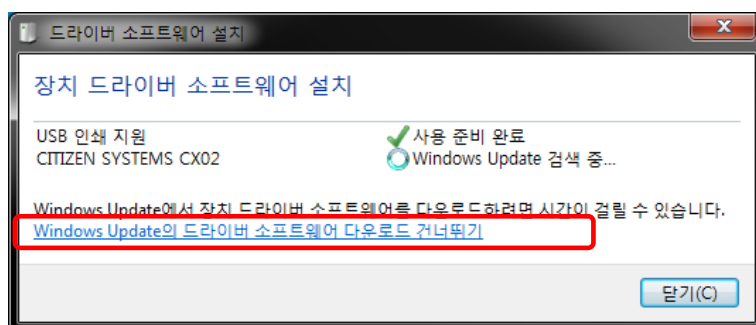 드라이버 소프트웨어 설치
장치 드라이버 소프트웨어 설치
USB 인쇄 지원 사용 준비 완료
CITIZEN SYSTEMS CX02 Windows Update 검색 중...
Windows Update에서 장치 드라이버 소프트웨어를 다운로드하려면 시간이 걸릴 수 있습니다.
Windows Update의 드라이버 소프트웨어 다운로드 건너뛰기
닫기(C)